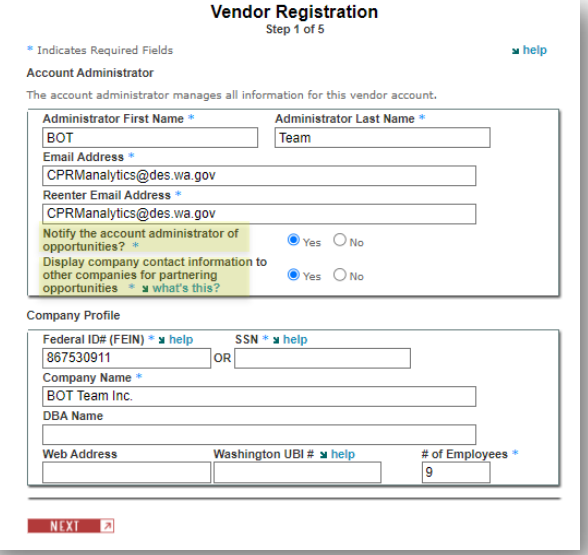 Vendor Registration
Step 1 of 5
* Indicates Required Fields help
Account Administrator
The account administrator manages all information for this vendor account.
Administrator First Name * Administrator Last Name *
BOT Team
Email Address *
CPRManalytics@des.wa.gov
Reenter Email Address *
CPRManalytics@des.wa.gov
Notify the account administrator of
opportunities? * Yes No
Display company contact information to
other companies for partnering
opportunities * what's this? Yes No
Company Profile
Federal ID# (FEIN) * help SSN * help
867530911 OR
Company Name *
BOT Team Inc.
DBA Name
Web Address Washington UBI # help # of Employees *
9
NEXT